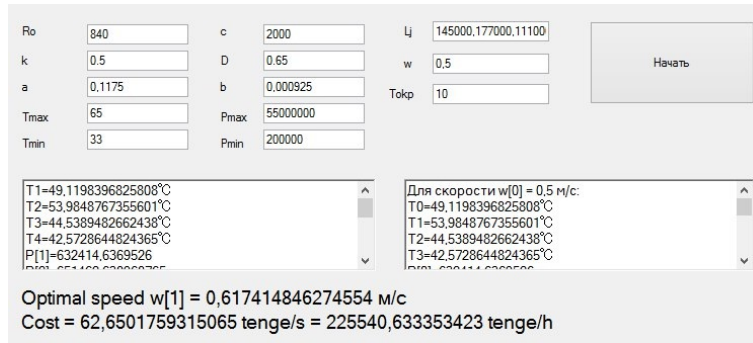 Ro 840 c 2000 Lj 145000,177000,11100
k 0.5 D 0.65 w 0,5 Начать
a 0,1175 b 0,000925 Tokp 10
Tmax 65 Pmax 55000000
Tmin 33 Pmin 200000
T1=49,1198396825808°C
T2=53,9848767355601°C
T3=44,5389482662438°C
T4=42,5728644824365°C
P[1]=632414,6369526
Для скорости w[0] = 0,5 м/с:
T0=49,1198396825808°C
T1=53,9848767355601°C
T2=44,5389482662438°C
T3=42,5728644824365°C
Optimal speed w[1] = 0,617414846274554 м/с
Cost = 62,6501759315065 tenge/s = 225540,633353423 tenge/h